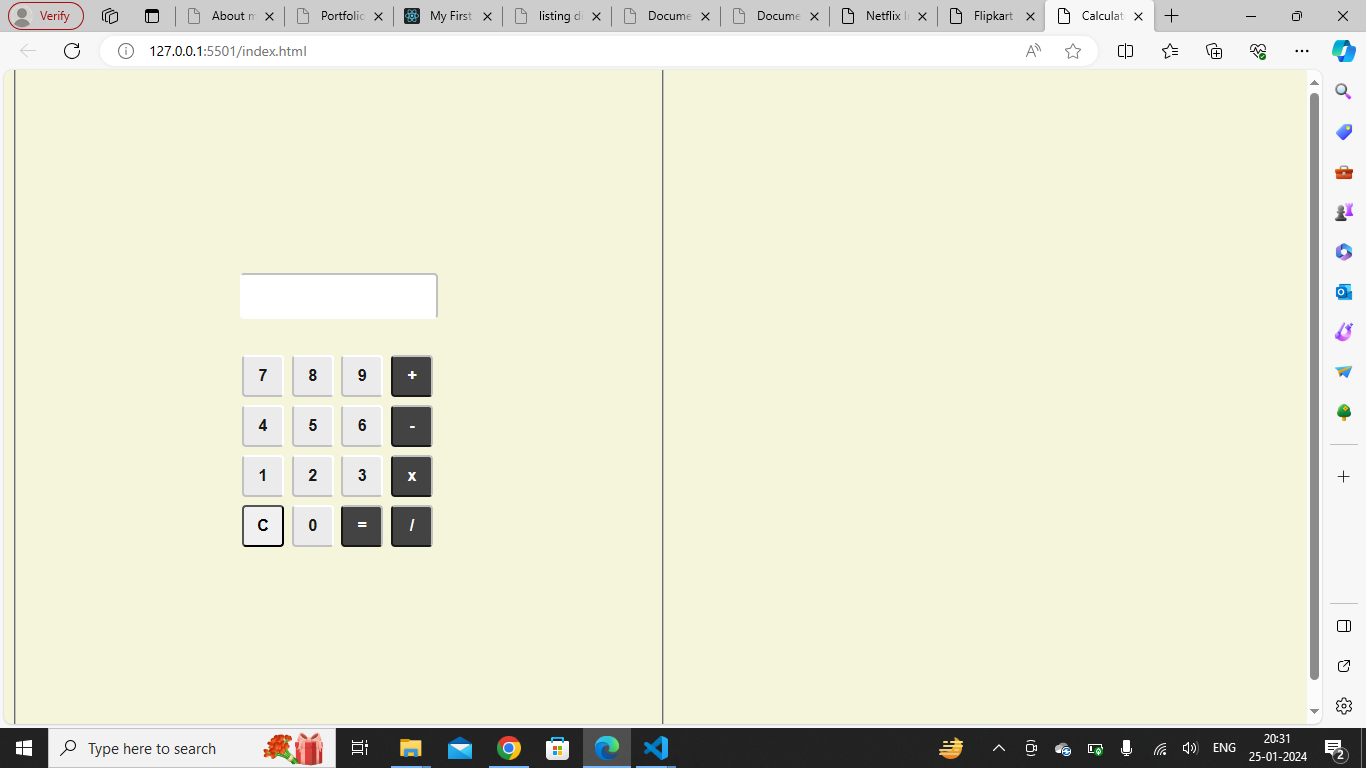 Verify
About m
Portfolio
My First
listing di
Docume
Docume
Netflix l
Flipkart
Calculat
127.0.0.1:5501/index.html
7 8 9 +
4 5 6 -
1 2 3 x
C 0 = /
Type here to search
ENG
20:31
25-01-2024
2